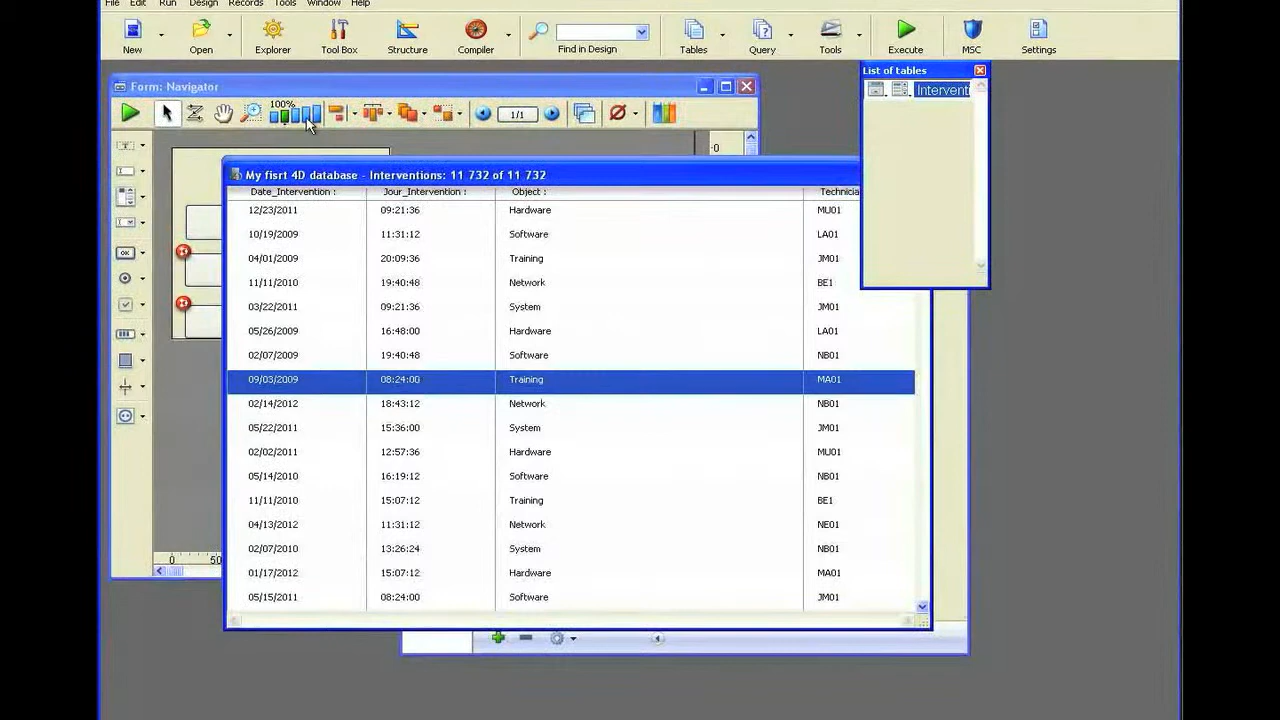 File Edit Run Design Records Tools Window Help
New Open Explorer Tool Box Structure Compiler Find in Design Tables Query Tools Execute MSC Settings
List of tables
Interventi
Form: Navigator
100%
1/1
-0
My fisrt 4D database - Interventions: 11 732 of 11 732
Date_Intervention : Jour_Intervention : Object : Technicia
12/23/2011 09:21:36 Hardware MU01
10/19/2009 11:31:12 Software LA01
04/01/2009 20:09:36 Training JM01
11/11/2010 19:40:48 Network BE1
03/22/2011 09:21:36 System JM01
05/26/2009 16:48:00 Hardware LA01
02/07/2009 19:40:48 Software NB01
09/03/2009 08:24:00 Training MA01
02/14/2012 18:43:12 Network NB01
05/22/2011 15:36:00 System JM01
02/02/2011 12:57:36 Hardware MU01
05/14/2010 16:19:12 Software NB01
11/11/2010 15:07:12 Training BE1
04/13/2012 11:31:12 Network NE01
02/07/2010 13:26:24 System NB01
01/17/2012 15:07:12 Hardware MA01
05/15/2011 08:24:00 Software JM01
OK
0 50